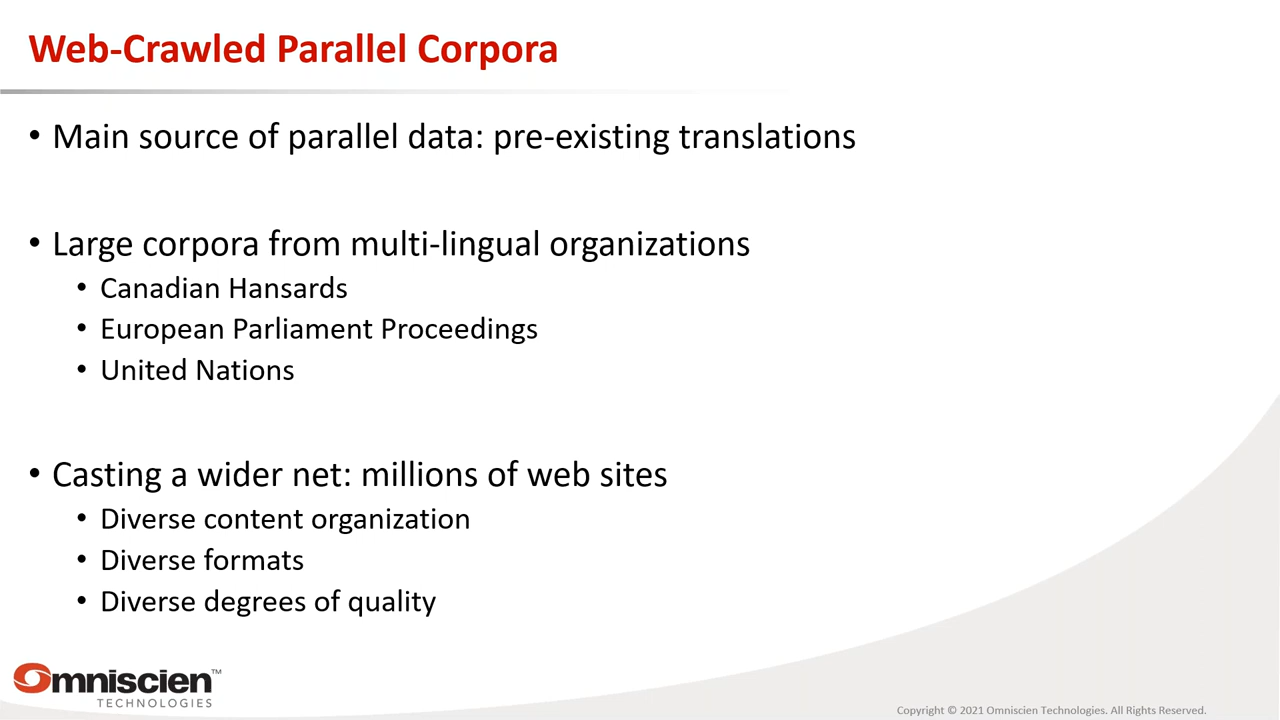 Web-Crawled Parallel Corpora
• Main source of parallel data: pre-existing translations
• Large corpora from multi-lingual organizations
• Canadian Hansards
• European Parliament Proceedings
• United Nations
• Casting a wider net: millions of web sites
• Diverse content organization
• Diverse formats
• Diverse degrees of quality
Omniscien™
TECHNOLOGIES
Copyright © 2021 Omniscien Technologies. All Rights Reserved.